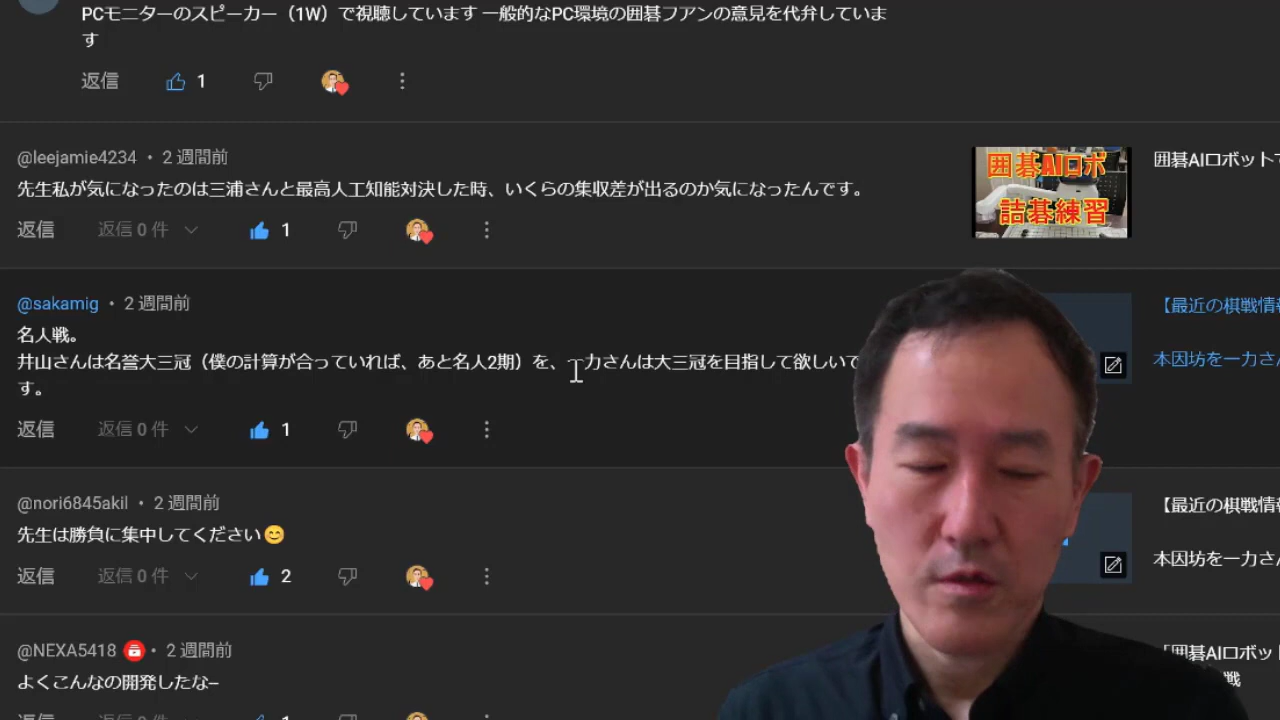 PCモニターのスピーカー（1W）で視聴しています 一般的なPC環境の囲碁フアンの意見を代弁していま
す
返信
1
@leejamie4234 ・ 2 週間前
先生私が気になったのは三浦さんと最高人工知能対決した時、いくらの集収差が出るのか気になったんです。
返信
返信 0 件
1
囲碁AIロボ
詰碁練習
囲碁AIロボットで
@sakamig ・ 2 週間前
名人戦。
井山さんは名誉大三冠（僕の計算が合っていれば、あと名人2期）を、一力さんは大三冠を目指して欲しいで
す。
返信
返信 0 件
1
【最近の棋戦情報
本因坊を一力さん
@nori6845akil ・ 2 週間前
先生は勝負に集中してください😊
返信
返信 0 件
2
【最近の棋戦情報
本因坊を一力さん
@NEXA5418 ・ 2 週間前
よくこんなの開発したな–
返信
返信 0 件
1
「囲碁AIロボット
戦